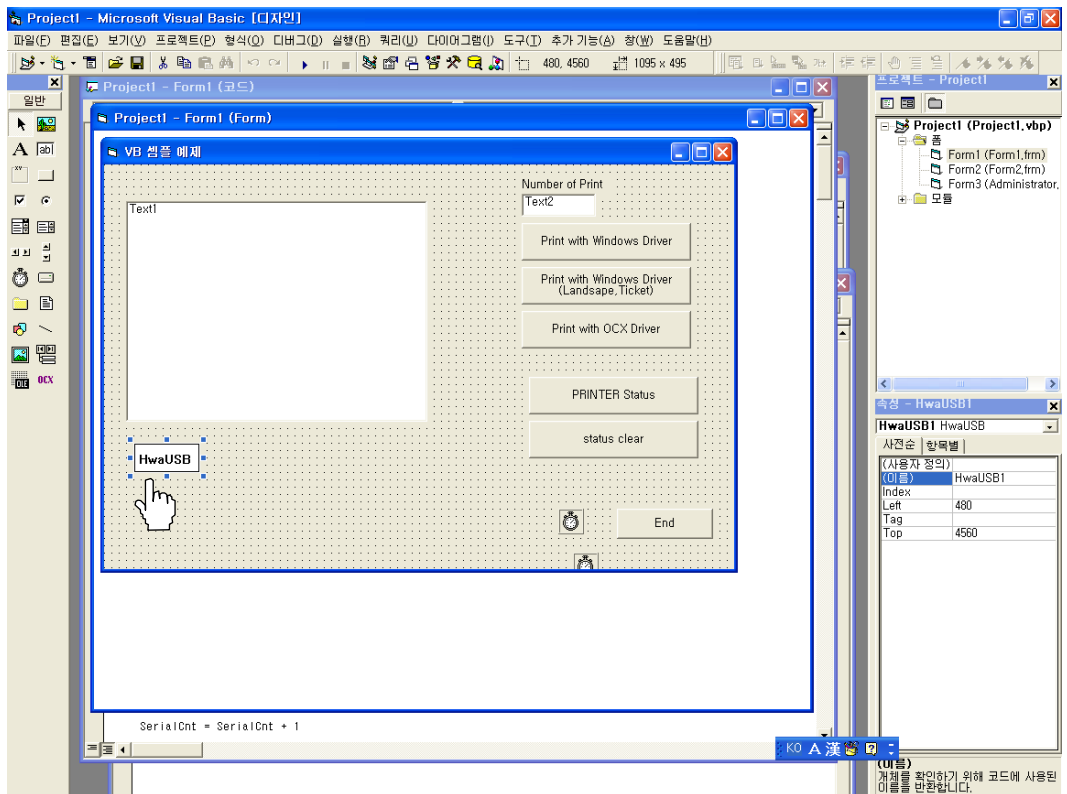 Project1 - Microsoft Visual Basic [디자인]
파일(F) 편집(E) 보기(V) 프로젝트(P) 형식(O) 디버그(D) 실행(R) 쿼리(U) 다이어그램(I) 도구(T) 추가 기능(A) 창(W) 도움말(H)
480, 4560 1095 x 495
일반
A ab|
xv
OLE OCX
Project1 - Form1 (코드)
Project1 - Form1 (Form)
VB 셈플 예제
Number of Print
Text1
Text2
Print with Windows Driver
Print with Windows Driver
(Landsape,Ticket)
Print with OCX Driver
PRINTER Status
status clear
HwaUSB
End
SerialCnt = SerialCnt + 1
KO A 漢
프로젝트 - Project1
Project1 (Project1.vbp)
폼
Form1 (Form1.frm)
Form2 (Form2.frm)
Form3 (Administrator.
모듈
속성 - HwaUSB1
HwaUSB1 HwaUSB
사전순 항목별
(사용자 정의)
(이름) HwaUSB1
Index
Left 480
Tag
Top 4560
(이름)
개체를 확인하기 위해 코드에 사용된
이름을 반환합니다.